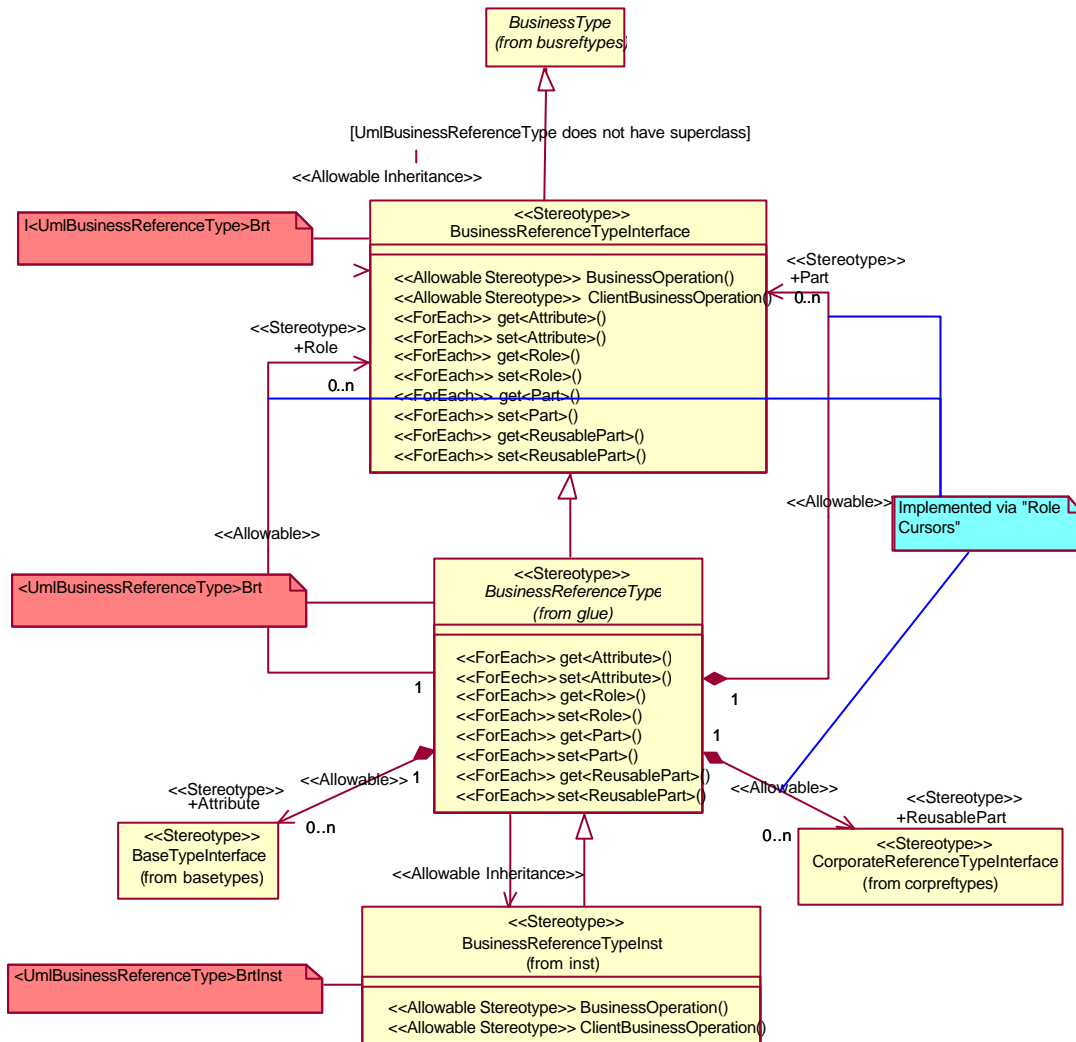 BusinessType
(from busreftypes)
[UmlBusinessReferenceType does not have superclass]
<<Allowable Inheritance>>
I<UmlBusinessReferenceType>Brt
<<Stereotype>>
BusinessReferenceTypeInterface
<<Allowable Stereotype>> BusinessOperation()
<<Allowable Stereotype>> ClientBusinessOperation()
<<ForEach>> get<Attribute>()
<<ForEach>> set<Attribute>()
<<ForEach>> get<Role>()
<<ForEach>> set<Role>()
<<ForEach>> get<Part>()
<<ForEach>> set<Part>()
<<ForEach>> get<ReusablePart>()
<<ForEach>> set<ReusablePart>()
<<Stereotype>>
+Part
0..n
<<Stereotype>>
+Role
0..n
<<Allowable>>
<<Allowable>>
Implemented via "Role
Cursors"
<UmlBusinessReferenceType>Brt
<<Stereotype>>
BusinessReferenceType
(from glue)
<<ForEach>> get<Attribute>()
<<ForEech>> set<Attribute>()
<<ForEach>> get<Role>()
<<ForEach>> set<Role>()
<<ForEach>> get<Part>()
<<ForEach>> set<Part>()
<<ForEach>> get<ReusablePart>()
<<ForEach>> set<ReusablePart>()
1
1
1
1
<<Allowable>>
<<Allowable>>
<<Stereotype>>
+Attribute
0..n
<<Stereotype>>
BaseTypeInterface
(from basetypes)
<<Stereotype>>
+ReusablePart
0..n
<<Stereotype>>
CorporateReferenceTypeInterface
(from corpreftypes)
<<Allowable Inheritance>>
<UmlBusinessReferenceType>BrtInst
<<Stereotype>>
BusinessReferenceTypeInst
(from inst)
<<Allowable Stereotype>> BusinessOperation()
<<Allowable Stereotype>> ClientBusinessOperation()